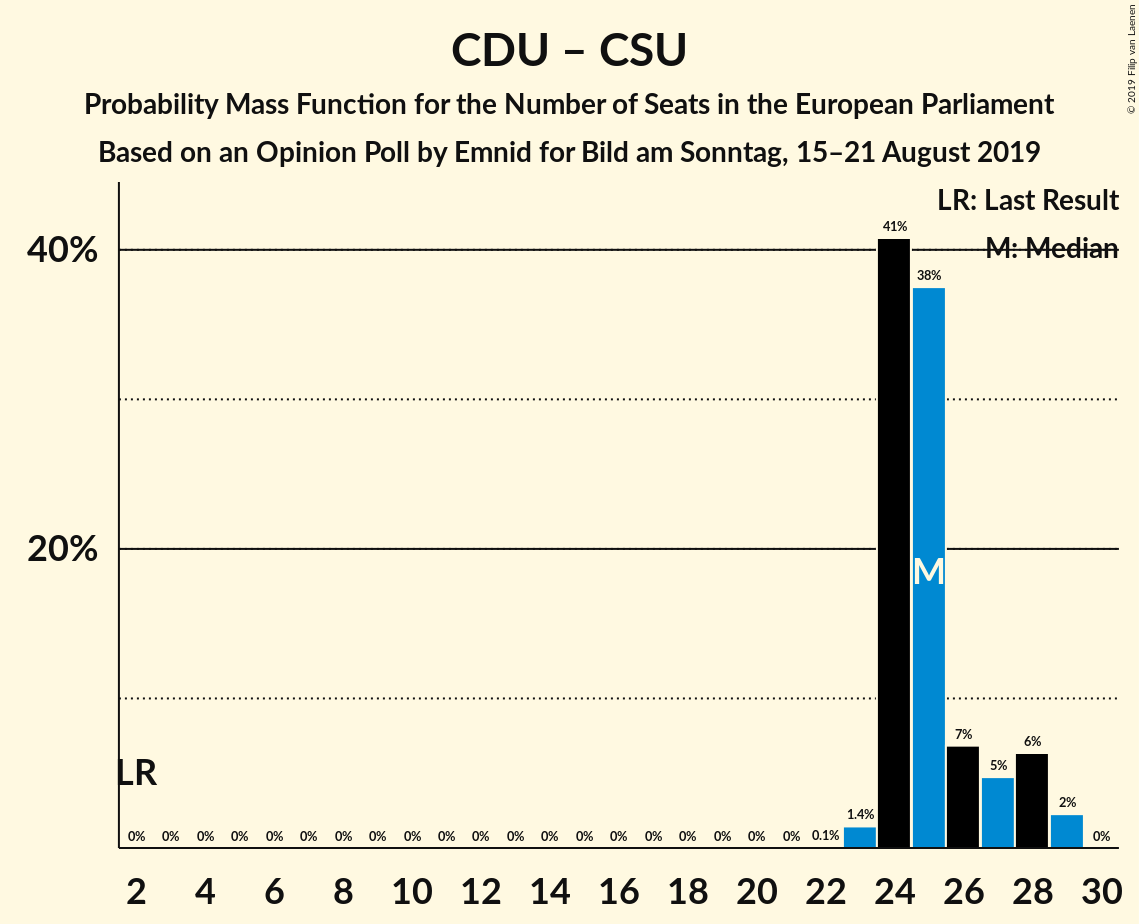 CDU – CSU
Probability Mass Function for the Number of Seats in the European Parliament
Based on an Opinion Poll by Emnid for Bild am Sonntag, 15–21 August 2019
© 2019 Filip van Laenen
LR: Last Result
M: Median
40%
20%
41%
38%
M
LR
0% 0% 0% 0% 0% 0% 0% 0% 0% 0% 0% 0% 0% 0% 0% 0% 0% 0% 0% 0% 0.1% 1.4% 7% 5% 6% 2% 0%
2 4 6 8 10 12 14 16 18 20 22 24 26 28 30